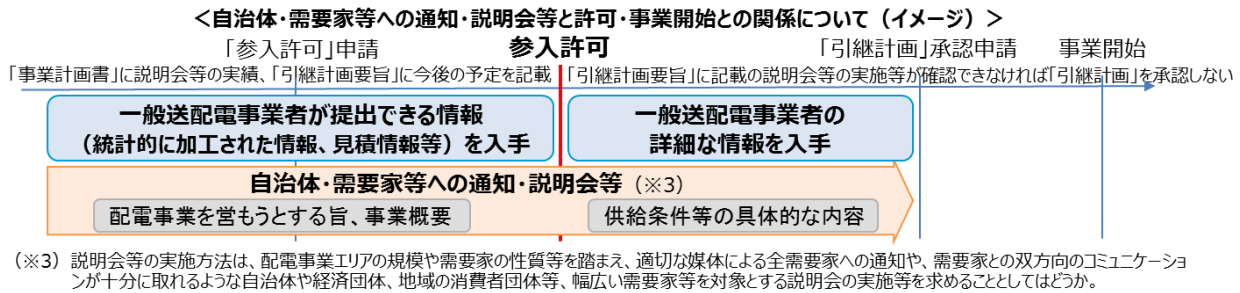 ＜自治体・需要家等への通知・説明会等と許可・事業開始との関係について（イメージ）＞
「参入許可」申請 参入許可 「引継計画」承認申請 事業開始
「事業計画書」に説明会等の実績、「引継計画要旨」に今後の予定を記載 「引継計画要旨」に記載の説明会等の実施等が確認できなければ「引継計画」を承認しない
一般送配電事業者が提出できる情報
（統計的に加工された情報、見積情報等）を入手
一般送配電事業者の
詳細な情報を入手
自治体・需要家等への通知・説明会等（※3）
配電事業を営もうとする旨、事業概要 供給条件等の具体的な内容
（※3）説明会等の実施方法は、配電事業エリアの規模や需要家の性質等を踏まえ、適切な媒体による全需要家への通知や、需要家との双方向のコミュニケーショ
ンが十分に取れるような自治体や経済団体、地域の消費者団体等、幅広い需要家等を対象とする説明会の実施等を求めることとしてはどうか。